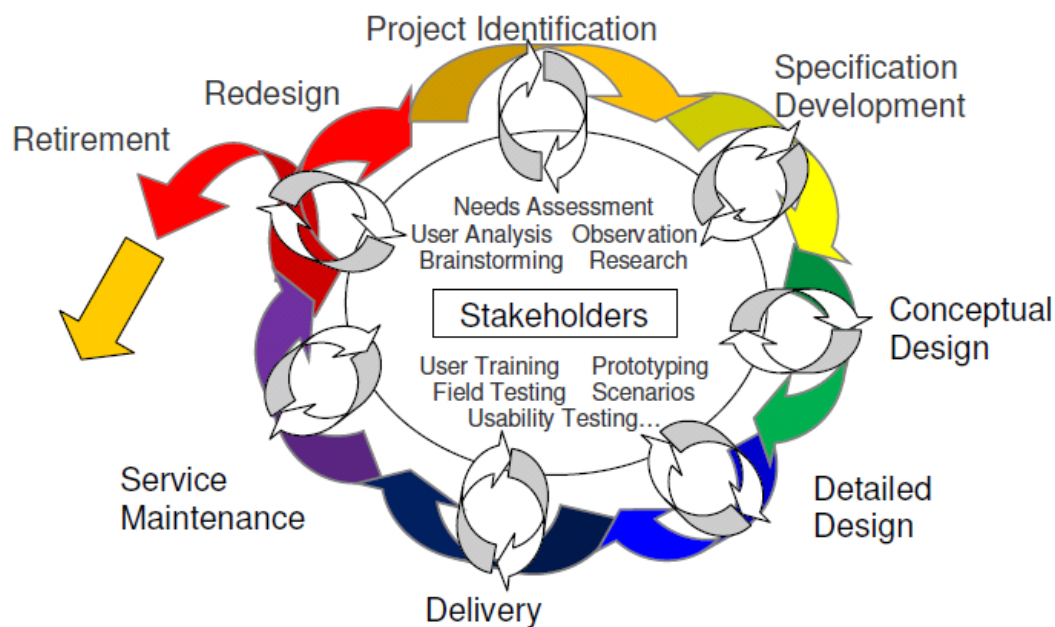 Project Identification
Specification
Development
Redesign
Retirement
Needs Assessment
User Analysis Observation
Brainstorming Research
Stakeholders
Conceptual
Design
User Training Prototyping
Field Testing Scenarios
Usability Testing...
Service
Maintenance
Detailed
Design
Delivery